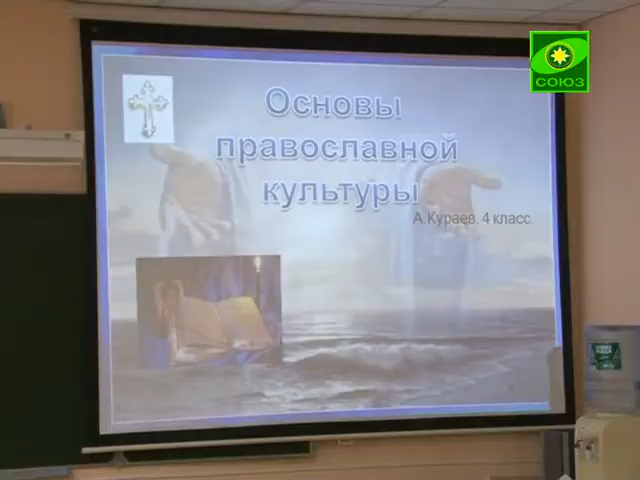 Основы
православной
культуры
А.Кураев. 4 класс.
СОЮЗ